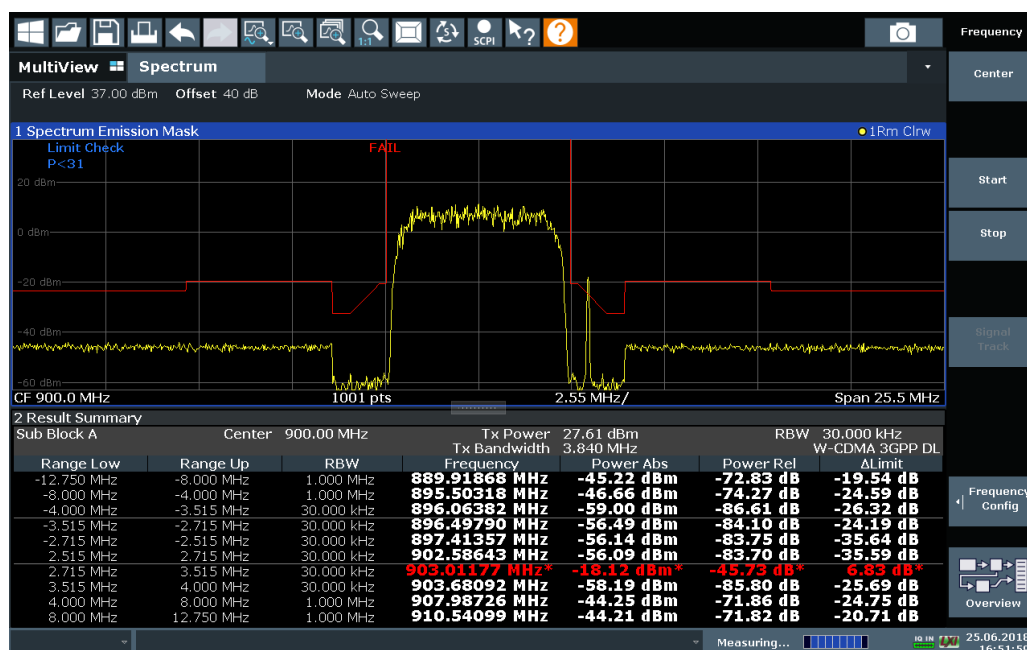 1:1
SCPI
?
?
Frequency
MultiView
Spectrum
Center
Ref Level 37.00 dBm Offset 40 dB Mode Auto Sweep
1 Spectrum Emission Mask
1Rm Clrw
Limit Check FAIL
P<31
20 dBm
Start
0 dBm
Stop
-20 dBm
-40 dBm
Signal
Track
-60 dBm
CF 900.0 MHz 1001 pts 2.55 MHz/ Span 25.5 MHz
2 Result Summary
Sub Block A Center 900.00 MHz Tx Power 27.61 dBm RBW 30.000 kHz
Tx Bandwidth 3.840 MHz W-CDMA 3GPP DL
Range Low Range Up RBW Frequency Power Abs Power Rel ΔLimit
-12.750 MHz -8.000 MHz 1.000 MHz 889.91868 MHz -45.22 dBm -72.83 dB -19.54 dB
-8.000 MHz -4.000 MHz 1.000 MHz 895.50318 MHz -46.66 dBm -74.27 dB -24.59 dB
-4.000 MHz -3.515 MHz 30.000 kHz 896.06382 MHz -59.00 dBm -86.61 dB -26.32 dB
-3.515 MHz -2.715 MHz 30.000 kHz 896.49790 MHz -56.49 dBm -84.10 dB -24.19 dB
-2.715 MHz -2.515 MHz 30.000 kHz 897.41357 MHz -56.14 dBm -83.75 dB -35.64 dB
2.515 MHz 2.715 MHz 30.000 kHz 902.58643 MHz -56.09 dBm -83.70 dB -35.59 dB
2.715 MHz 3.515 MHz 30.000 kHz 903.01177 MHz* -18.12 dBm* -45.73 dB* 6.83 dB*
3.515 MHz 4.000 MHz 30.000 kHz 903.68092 MHz -58.19 dBm -85.80 dB -25.69 dB
4.000 MHz 8.000 MHz 1.000 MHz 907.98726 MHz -44.25 dBm -71.86 dB -24.75 dB
8.000 MHz 12.750 MHz 1.000 MHz 910.54099 MHz -44.21 dBm -71.82 dB -20.71 dB
Frequency
Config
Overview
Measuring...
IQ IN
LXI
25.06.2018
16:51:50